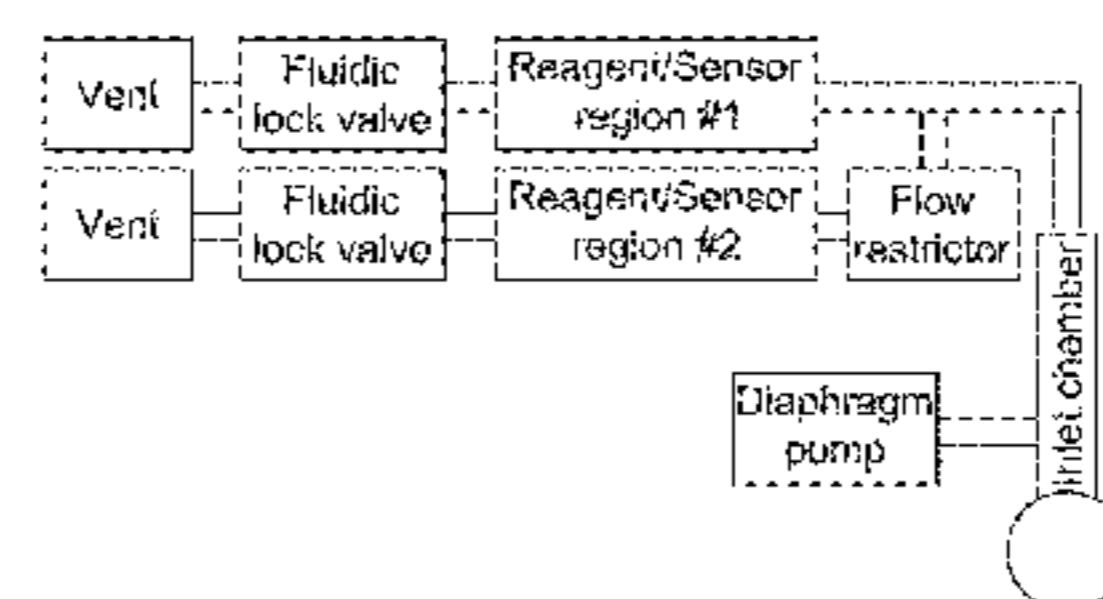 Vent
Fluidic
lock valve
Reagent/Sensor
region #1
Vent
Fluidic
lock valve
Reagent/Sensor
region #2
Flow
restrictor
Inlet chamber
Diaphragm
pump